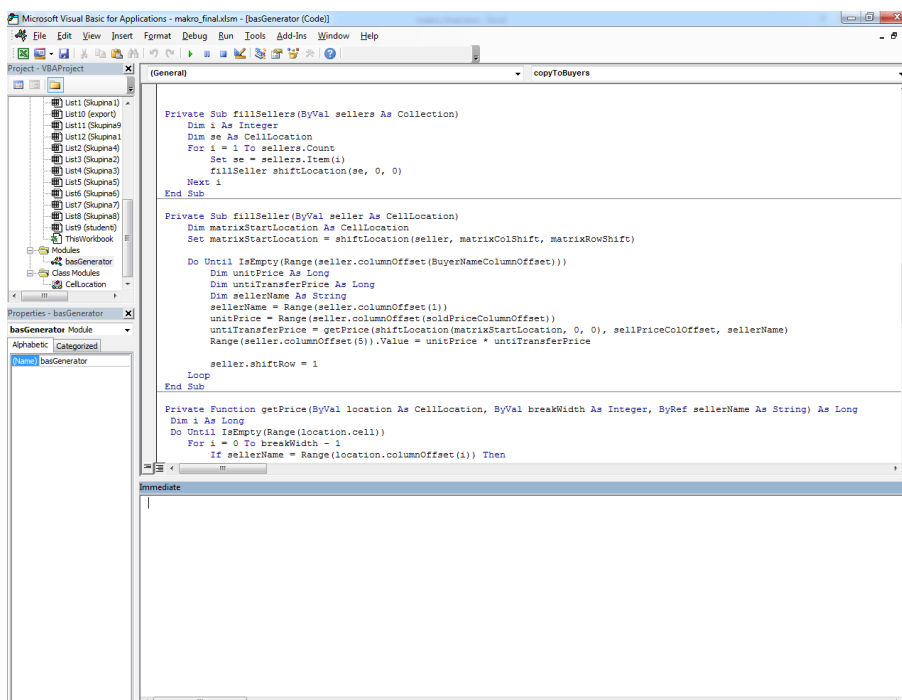 Microsoft Visual Basic for Applications - makro_final.xlsm - [basGenerator (Code)]
File Edit View Insert Format Debug Run Tools Add-Ins Window Help
Project - VBAProject
(General)
copyToBuyers
List1 (Skupina1)
List10 (export)
List11 (Skupina9
List12 (Skupina1
List2 (Skupina4)
List3 (Skupina2)
List4 (Skupina3)
List5 (Skupina5)
List6 (Skupina6)
List7 (Skupina7)
List8 (Skupina8)
List9 (studenti)
ThisWorkbook
Modules
basGenerator
Class Modules
CellLocation
Properties - basGenerator
basGenerator Module
Alphabetic Categorized
(Name) basGenerator
Private Sub fillSellers(ByVal sellers As Collection)
Dim i As Integer
Dim se As CellLocation
For i = 1 To sellers.Count
Set se = sellers.Item(i)
fillSeller shiftLocation(se, 0, 0)
Next i
End Sub
Private Sub fillSeller(ByVal seller As CellLocation)
Dim matrixStartLocation As CellLocation
Set matrixStartLocation = shiftLocation(seller, matrixColShift, matrixRowShift)
Do Until IsEmpty(Range(seller.columnOffset(BuyerNameColumnOffset)))
Dim unitPrice As Long
Dim untiTransferPrice As Long
Dim sellerName As String
sellerName = Range(seller.columnOffset(1))
unitPrice = Range(seller.columnOffset(soldPriceColumnOffset))
untiTransferPrice = getPrice(shiftLocation(matrixStartLocation, 0, 0), sellPriceColOffset, sellerName)
Range(seller.columnOffset(5)).Value = unitPrice * untiTransferPrice
seller.shiftRow = 1
Loop
End Sub
Private Function getPrice(ByVal location As CellLocation, ByVal breakWidth As Integer, ByRef sellerName As String) As Long
Dim i As Long
Do Until IsEmpty(Range(location.cell))
For i = 0 To breakWidth - 1
If sellerName = Range(location.columnOffset(i)) Then
Immediate